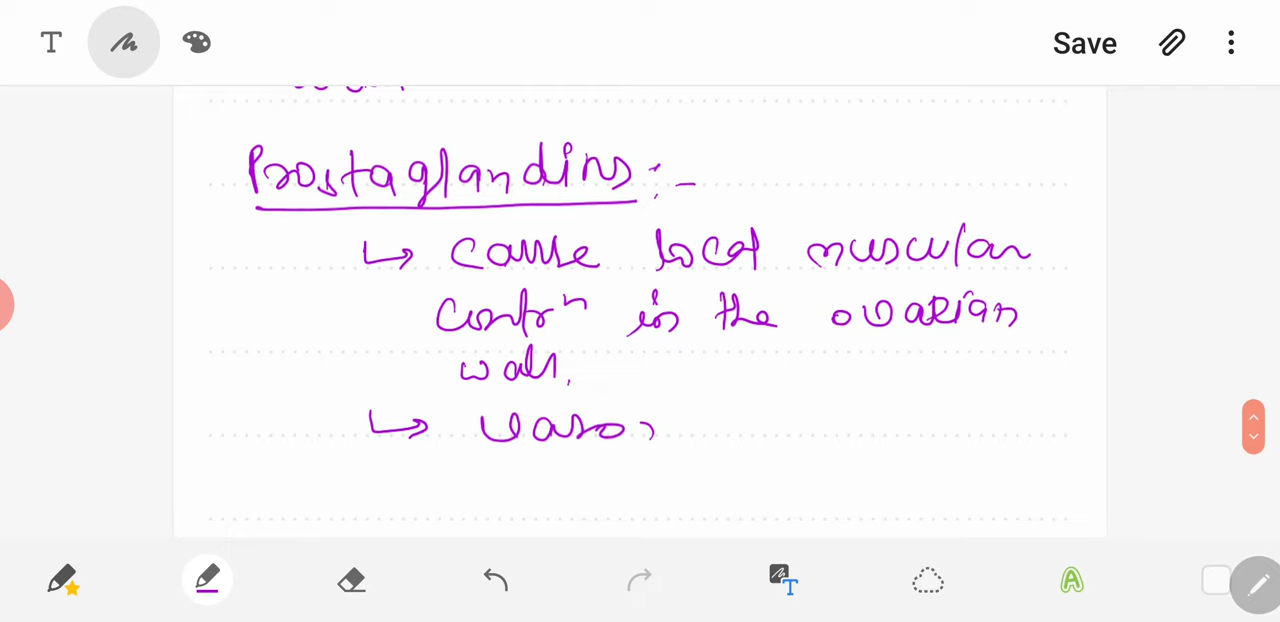 T
Save
Prostaglandins :-
↳ cause local muscular
contrⁿ in the ovarian
wall.
↳ vaso
T
A